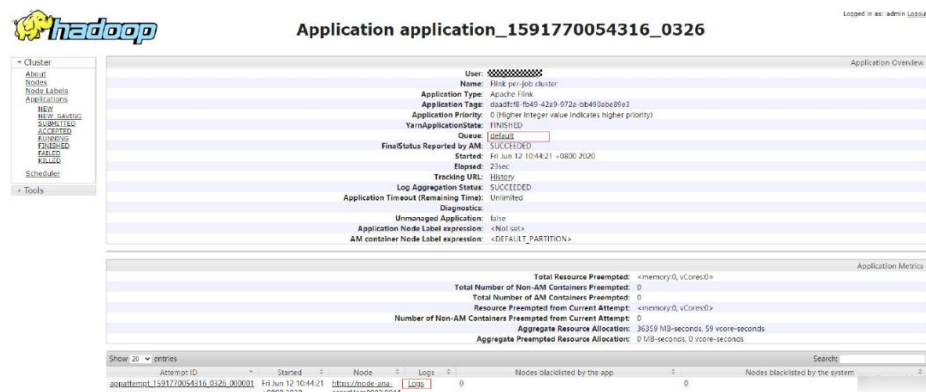 Logged in as: admin Logout
hadoop
Application application_1591770054316_0326
Cluster
About
Nodes
Node Labels
Applications
NEW
NEW_SAVING
SUBMITTED
ACCEPTED
RUNNING
FINISHED
FAILED
KILLED
Scheduler
Tools
Application Overview
User:
Name: Flink per-job cluster
Application Type: Apache Flink
Application Tags:
Application Priority: 0 (Higher Integer value indicates higher priority)
YarnApplicationState: FINISHED
Queue: default
FinalStatus Reported by AM: SUCCEEDED
Started: Fri Jun 12 10:44:21 +0800 2020
Elapsed: 23sec
Tracking URL: History
Log Aggregation Status: SUCCEEDED
Application Timeout (Remaining Time): Unlimited
Diagnostics:
Unmanaged Application: false
Application Node Label expression: <Not set>
AM container Node Label expression: <DEFAULT_PARTITION>
Application Metrics
Total Resource Preempted: <memory:0, vCores:0>
Total Number of Non-AM Containers Preempted: 0
Total Number of AM Containers Preempted: 0
Resource Preempted from Current Attempt: <memory:0, vCores:0>
Number of Non-AM Containers Preempted from Current Attempt: 0
Aggregate Resource Allocation: 36359 MB-seconds, 59 vcore-seconds
Aggregate Preempted Resource Allocation: 0 MB-seconds, 0 vcore-seconds
Show 20 entries Search:
Attempt ID Started Node Logs Nodes blacklisted by the app Nodes blacklisted by the system
appattempt_1591770054316_0326_000001 Fri Jun 12 10:44:21 https://node-ana- Logs 0 0
+0800 2020